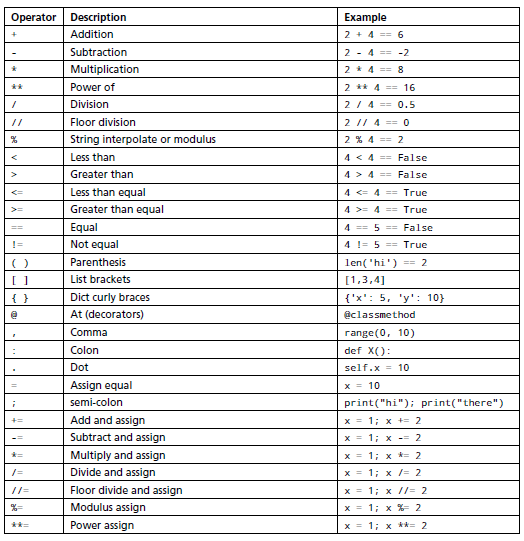 Operator Description Example
+ Addition 2 + 4 == 6
- Subtraction 2 - 4 == -2
* Multiplication 2 * 4 == 8
** Power of 2 ** 4 == 16
/ Division 2 / 4 == 0.5
// Floor division 2 // 4 == 0
% String interpolate or modulus 2 % 4 == 2
< Less than 4 < 4 == False
> Greater than 4 > 4 == False
<= Less than equal 4 <= 4 == True
>= Greater than equal 4 >= 4 == True
== Equal 4 == 5 == False
!= Not equal 4 != 5 == True
( ) Parenthesis len('hi') == 2
[ ] List brackets [1,3,4]
{ } Dict curly braces {'x': 5, 'y': 10}
@ At (decorators) @classmethod
, Comma range(0, 10)
: Colon def X():
. Dot self.x = 10
= Assign equal x = 10
; semi-colon print("hi"); print("there")
+= Add and assign x = 1; x += 2
-= Subtract and assign x = 1; x -= 2
*= Multiply and assign x = 1; x *= 2
/= Divide and assign x = 1; x /= 2
//= Floor divide and assign x = 1; x //= 2
%= Modulus assign x = 1; x %= 2
**= Power assign x = 1; x **= 2